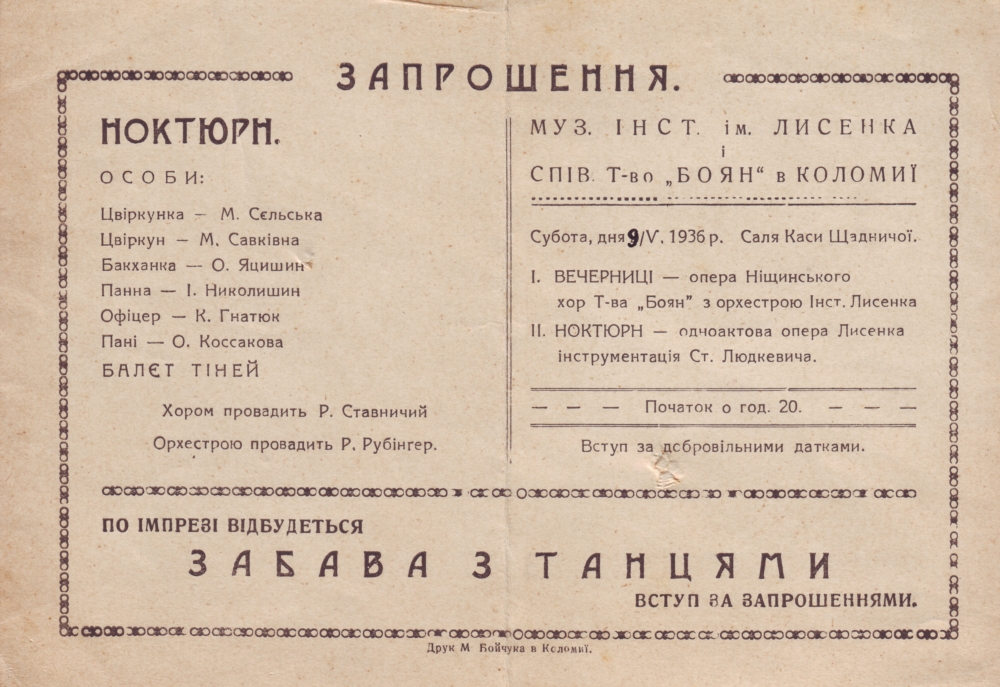 ЗАПРОШЕННЯ.
НОКТЮРН.
ОСОБИ:
Цвіркунка — М. Сєльська
Цвіркун — М. Савківна
Бакханка — О. Яцишин
Панна — І. Николишин
Офіцер — К. Гнатюк
Пані — О. Коссакова
БАЛЄТ ТІНЕЙ
Хором провадить Р. Ставничий
Орхестрою провадить Р. Рубінґер.
МУЗ. ІНСТ. ім. ЛИСЕНКА
і
СПІВ. Т-во „БОЯН“ в КОЛОМИЇ
Субота, дня 9/V. 1936 р. Саля Каси Щадничої.
I. ВЕЧЕРНИЦІ — опера Ніщинського
хор Т-ва „Боян” з орхестрою Інст. Лисенка
II. НОКТЮРН — одноактова опера Лисенка
інструментація Ст. Людкевича.
— — — Початок о год. 20. — — —
Вступ за добровільними датками.
ПО ІМПРЕЗІ ВІДБУДЕТЬСЯ
ЗАБАВА З ТАНЦЯМИ
ВСТУП ЗА ЗАПРОШЕННЯМИ.
Друк М. Бойчука в Коломиї.